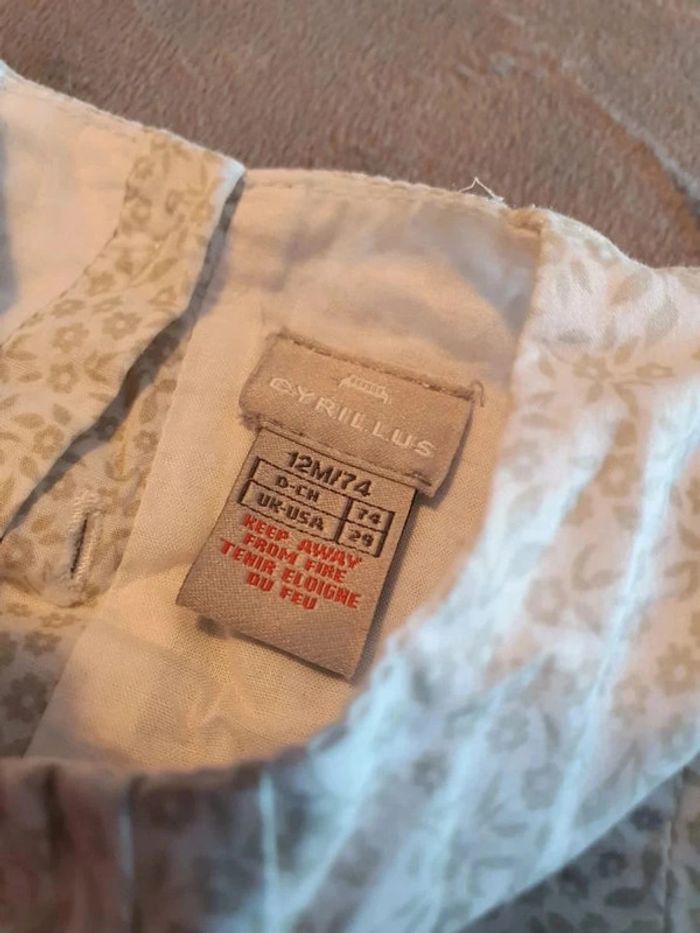 CYRILLUS
12M/74
D-CH 74
UK-USA 29
KEEP AWAY
FROM FIRE
TENIR ELOIGNE
DU FEU